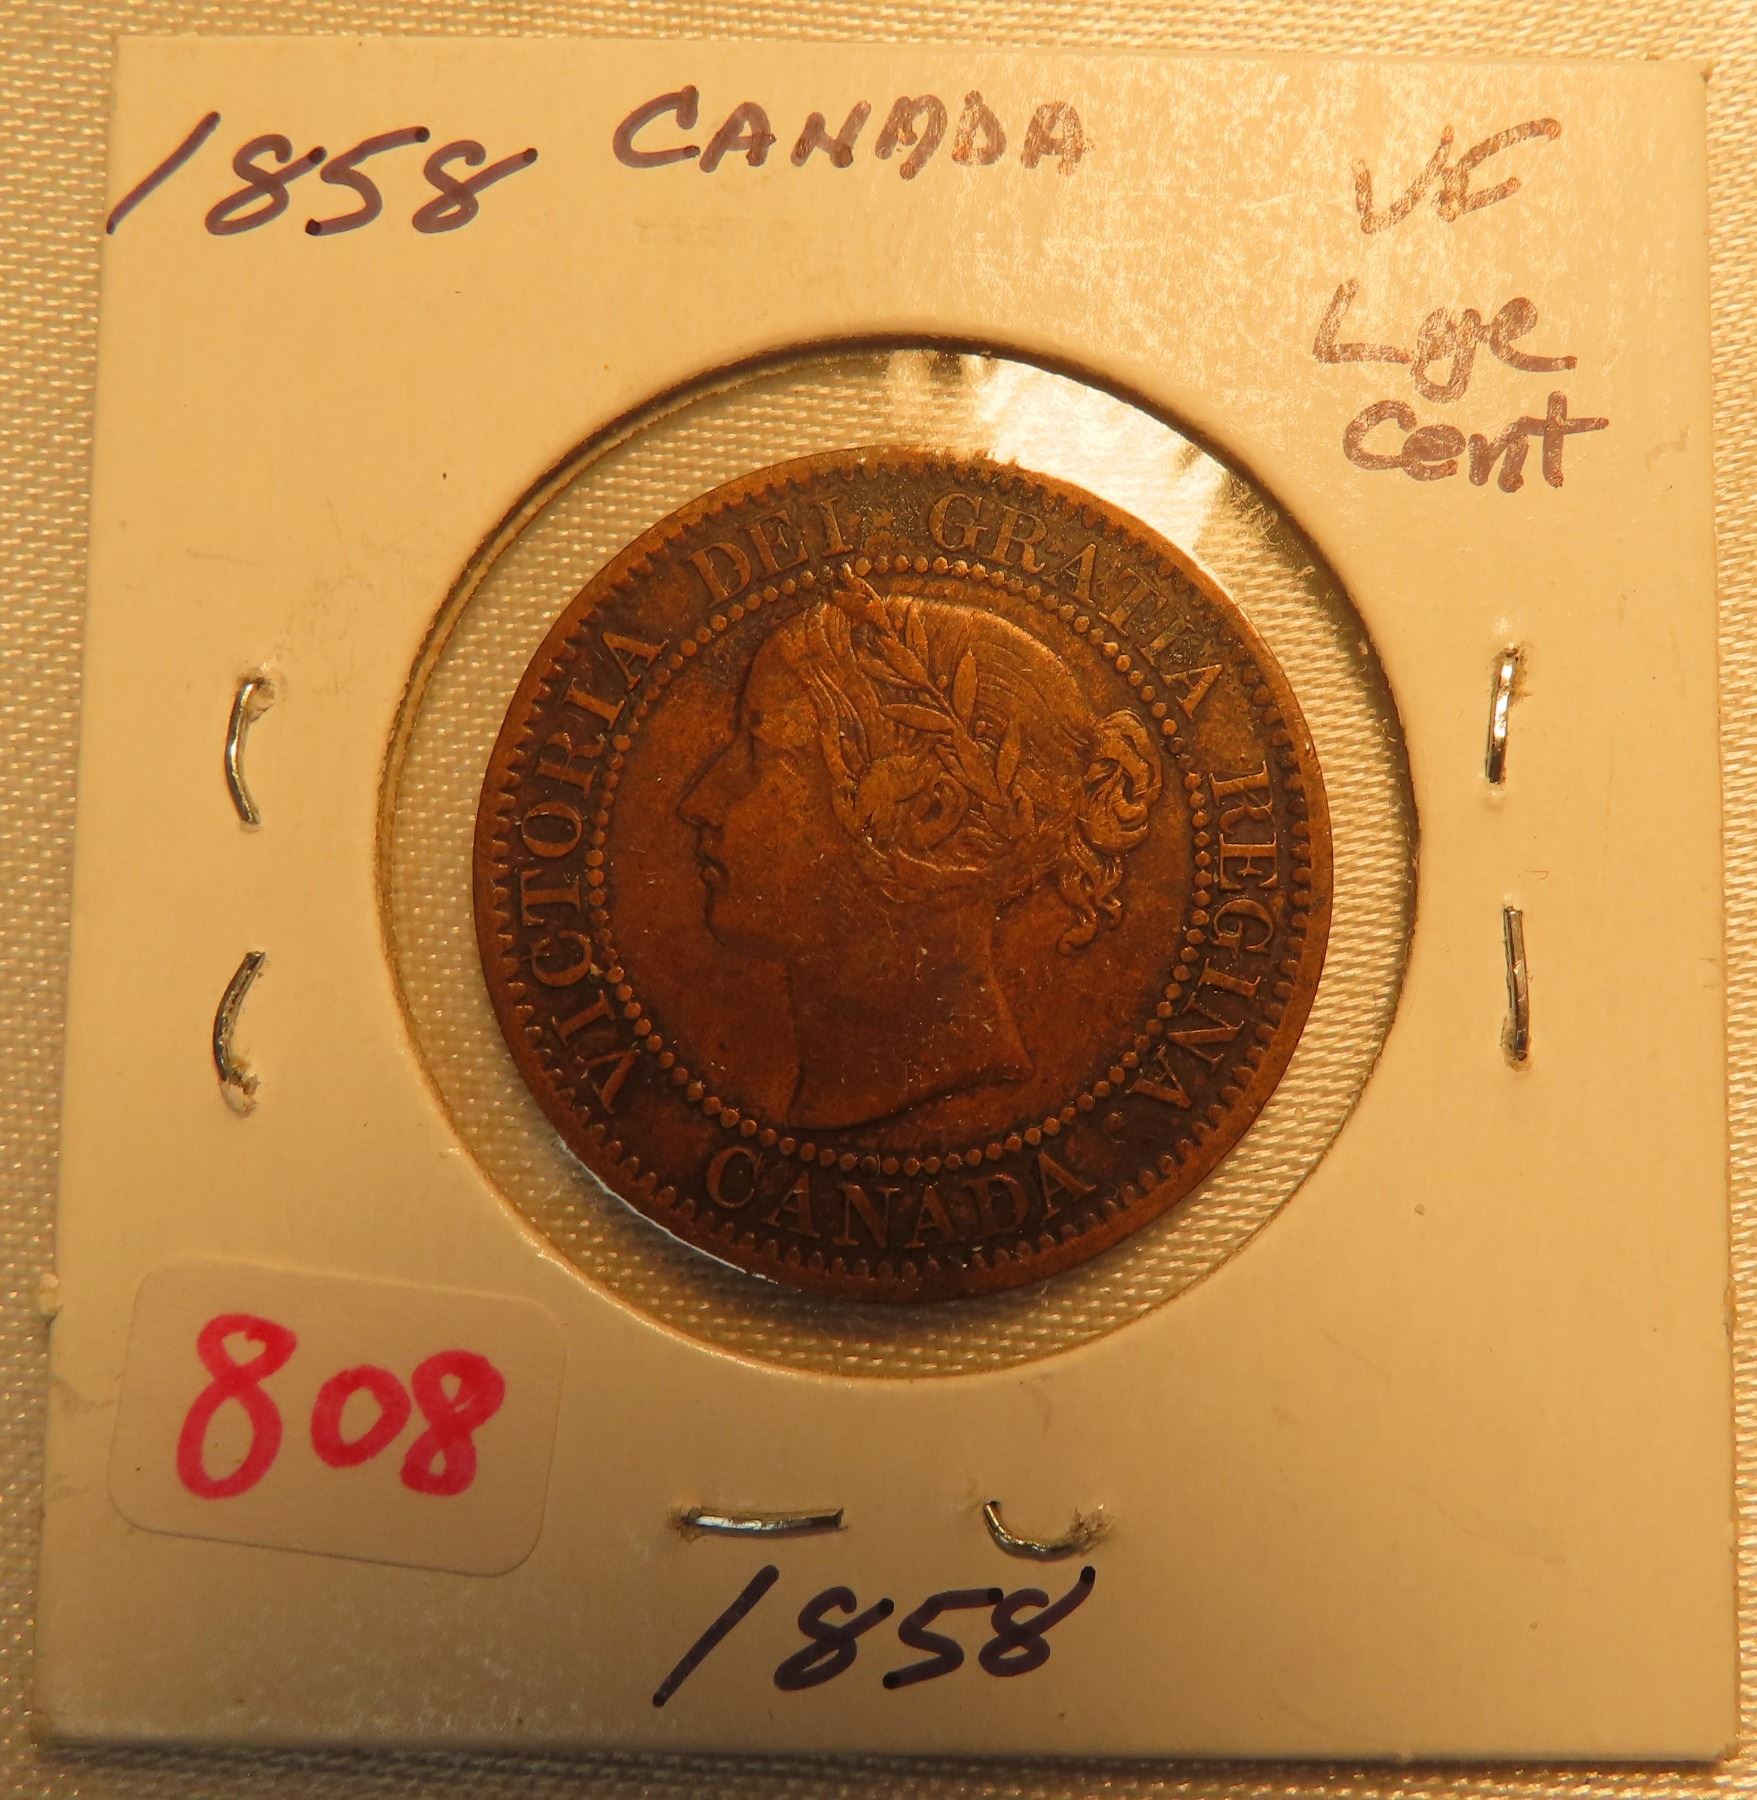 1858 CANADA
VF
Lge
Cent
VICTORIA DEI · GRATIA REGINA ·
CANADA
808
1858